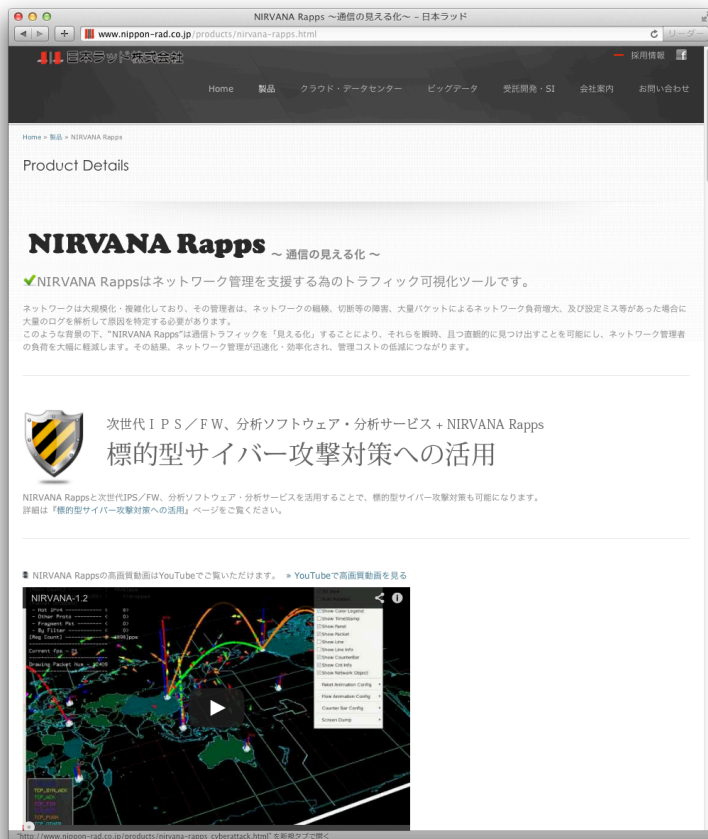 NIRVANA Rapps ～通信の見える化～ – 日本ラッド
www.nippon-rad.co.jp/products/nirvana-rapps.html
リーダー
日本ラッド株式会社
採用情報
Home 製品 クラウド・データセンター ビッグデータ 受託開発・SI 会社案内 お問い合わせ
Home » 製品 » NIRVANA Rapps
Product Details
NIRVANA Rapps ～ 通信の見える化 ～
NIRVANA Rappsはネットワーク管理を支援する為のトラフィック可視化ツールです。
ネットワークは大規模化・複雑化しており、その管理者は、ネットワークの輻輳、切断等の障害、大量パケットによるネットワーク負荷増大、及び設定ミス等があった場合に
大量のログを解析して原因を特定する必要があります。
このような背景の下、"NIRVANA Rapps"は通信トラフィックを「見える化」することにより、それらを瞬時、且つ直観的に見つけ出すことを可能にし、ネットワーク管理者
の負荷を大幅に軽減します。その結果、ネットワーク管理が迅速化・効率化され、管理コストの低減につながります。
次世代ＩＰＳ／ＦＷ、分析ソフトウェア・分析サービス + NIRVANA Rapps
標的型サイバー攻撃対策への活用
NIRVANA Rappsと次世代IPS／FW、分析ソフトウェア・分析サービスを活用することで、標的型サイバー攻撃対策も可能になります。
詳細は『標的型サイバー攻撃対策への活用』ページをご覧ください。
NIRVANA Rappsの高画質動画はYouTubeでご覧いただけます。 » YouTubeで高画質動画を見る
NIRVANA-1.2
- Not IPv4 ---------- ( 0)
- Other Proto ---------- ( 0)
- Fragment Pkt ---------- ( 0)
- By Filter ---------- ( 0)
Show Color Legend
Show TimeStamp
Show Panel
Show Packet
Show Line
Show Line Info
Show CounterBar
Show Cnt Info
Show Network Object
Packet Animation Config
Flow Animation Config
Counter Bar Config
Screen Dump
TCP_SYN_ACK
TCP_ACK
TCP_FIN
TCP_PUSH
"http://www.nippon-rad.co.jp/products/nirvana-rapps_cyberattack.html" を新規タブで開く